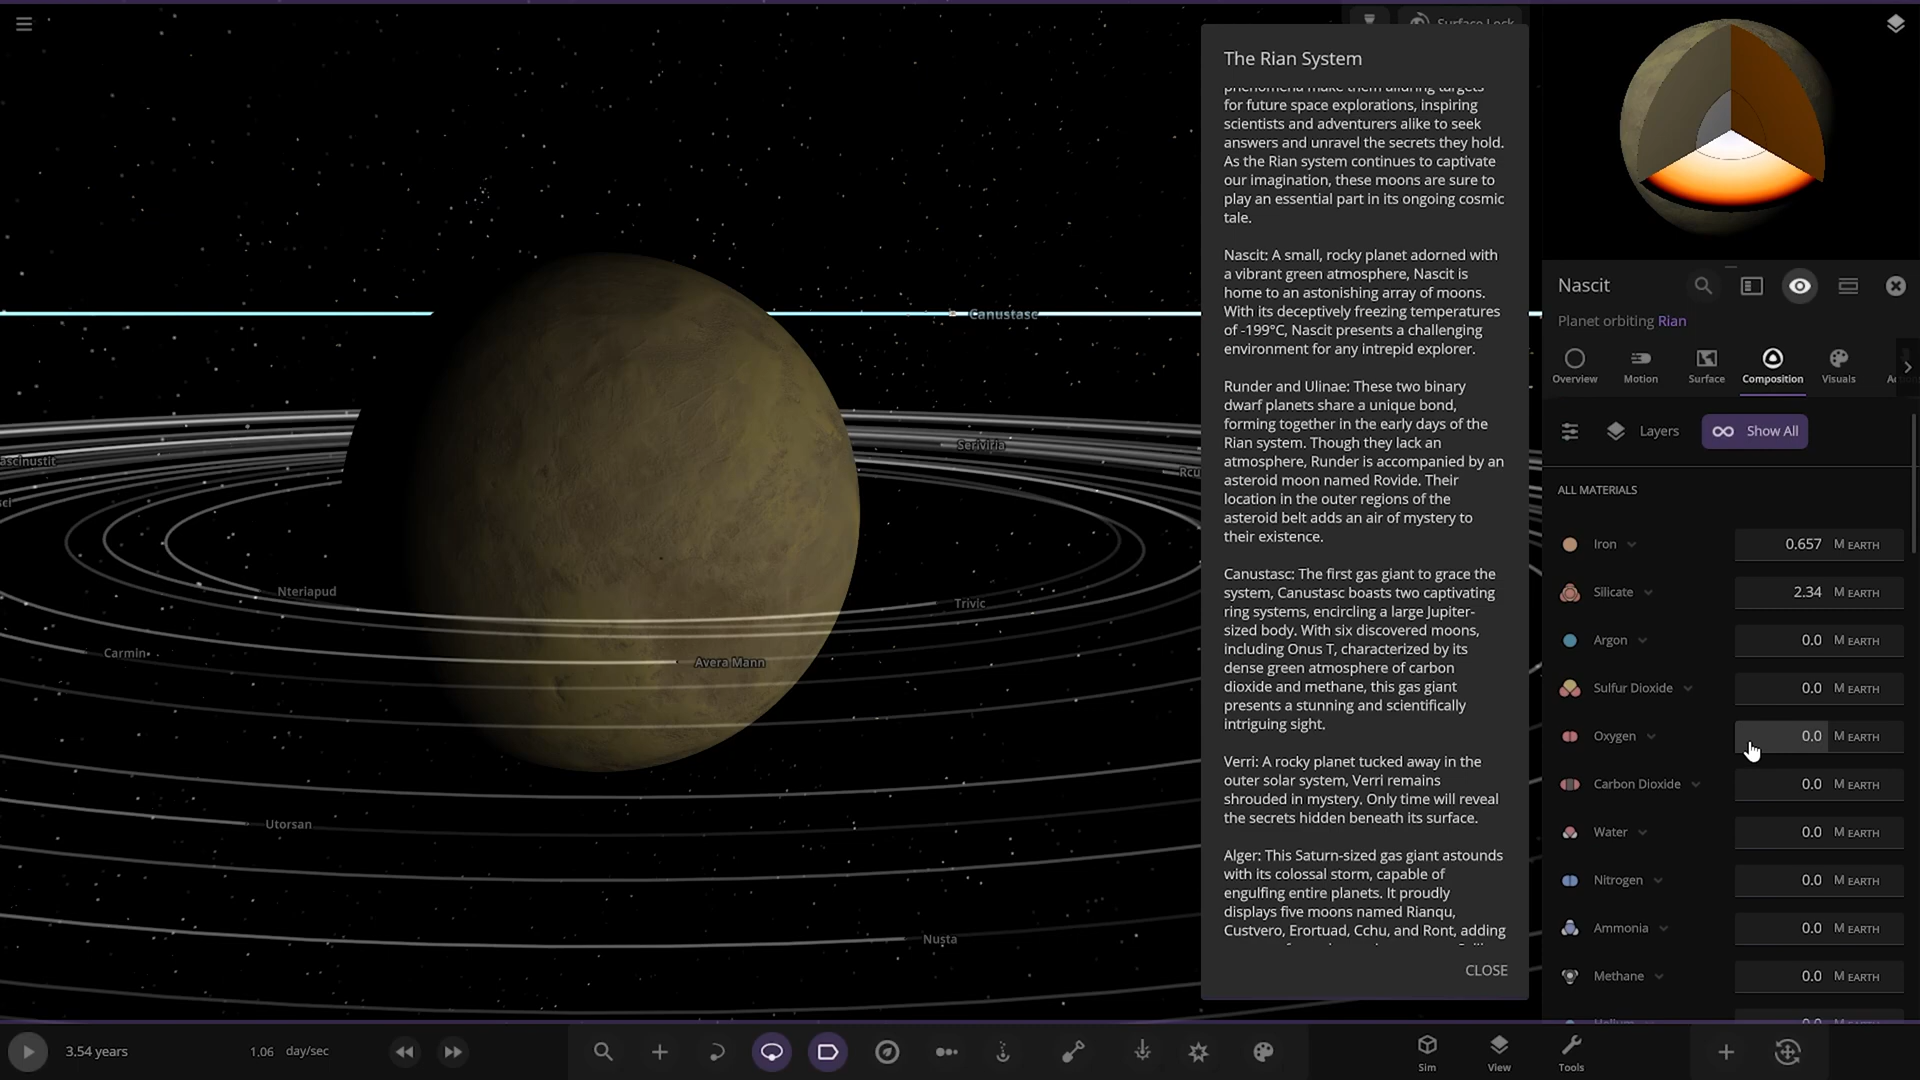 Surface Lock
The Rian System
phenomena make them alluring targets
for future space explorations, inspiring
scientists and adventurers alike to seek
answers and unravel the secrets they hold.
As the Rian system continues to captivate
our imagination, these moons are sure to
play an essential part in its ongoing cosmic
tale.
Nascit: A small, rocky planet adorned with
a vibrant green atmosphere, Nascit is
home to an astonishing array of moons.
With its deceptively freezing temperatures
of -199°C, Nascit presents a challenging
environment for any intrepid explorer.
Runder and Ulinae: These two binary
dwarf planets share a unique bond,
forming together in the early days of the
Rian system. Though they lack an
atmosphere, Runder is accompanied by an
asteroid moon named Rovide. Their
location in the outer regions of the
asteroid belt adds an air of mystery to
their existence.
Canustasc: The first gas giant to grace the
system, Canustasc boasts two captivating
ring systems, encircling a large Jupiter-
sized body. With six discovered moons,
including Onus T, characterized by its
dense green atmosphere of carbon
dioxide and methane, this gas giant
presents a stunning and scientifically
intriguing sight.
Verri: A rocky planet tucked away in the
outer solar system, Verri remains
shrouded in mystery. Only time will reveal
the secrets hidden beneath its surface.
Alger: This Saturn-sized gas giant astounds
with its colossal storm, capable of
engulfing entire planets. It proudly
displays five moons named Rianqu,
Custvero, Erortuad, Cchu, and Ront, adding
CLOSE
Canustasc
Seriviria
ascinustit
Rcu
Nteriapud
Trivic
Carmin
Avera Mann
Utorsan
Nusta
Nascit
Planet orbiting Rian
Overview Motion Surface Composition Visuals
Layers Show All
ALL MATERIALS
Iron 0.657 M EARTH
Silicate 2.34 M EARTH
Argon 0.0 M EARTH
Sulfur Dioxide 0.0 M EARTH
Oxygen 0.0 M EARTH
Carbon Dioxide 0.0 M EARTH
Water 0.0 M EARTH
Nitrogen 0.0 M EARTH
Ammonia 0.0 M EARTH
Methane 0.0 M EARTH
3.54 years 1.06 day/sec
Sim View Tools